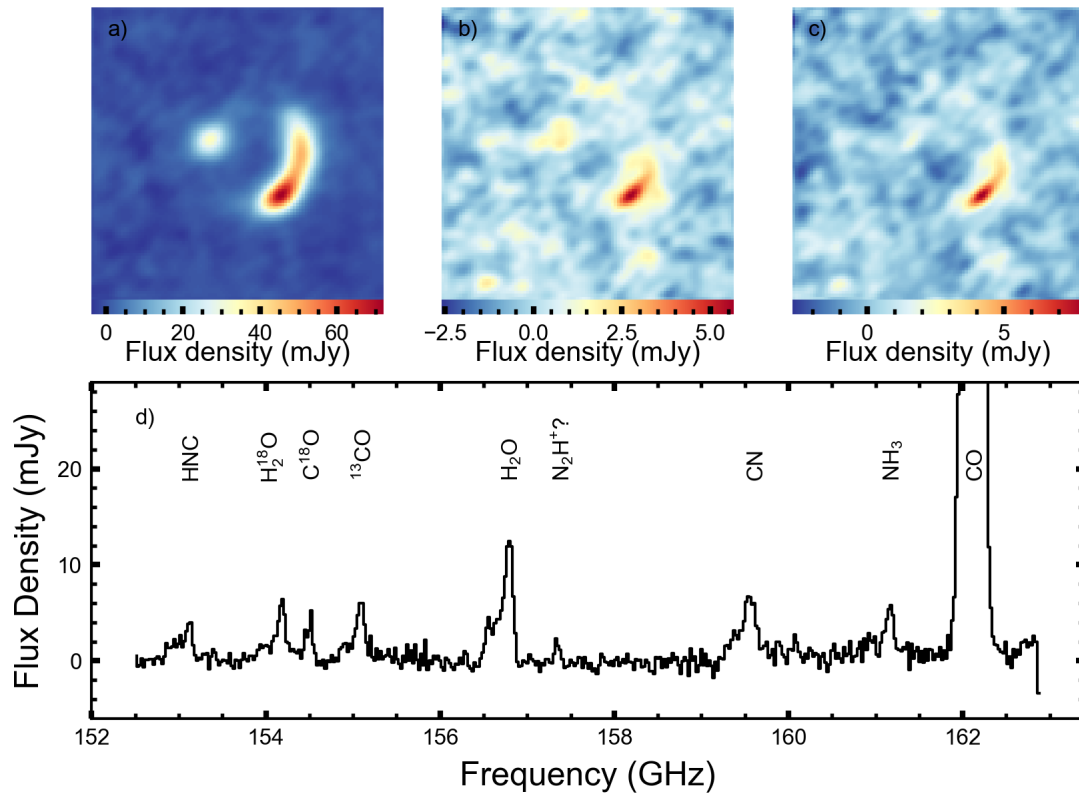 a) b) c)
0 20 40 60 −2.5 0.0 2.5 5.0 0 5
Flux density (mJy) Flux density (mJy) Flux density (mJy)
d)
HNC
H₂¹⁸O
C¹⁸O
¹³CO
H₂O
N₂H⁺?
CN
NH₃
CO
20
10
0
Flux Density (mJy)
152 154 156 158 160 162
Frequency (GHz)